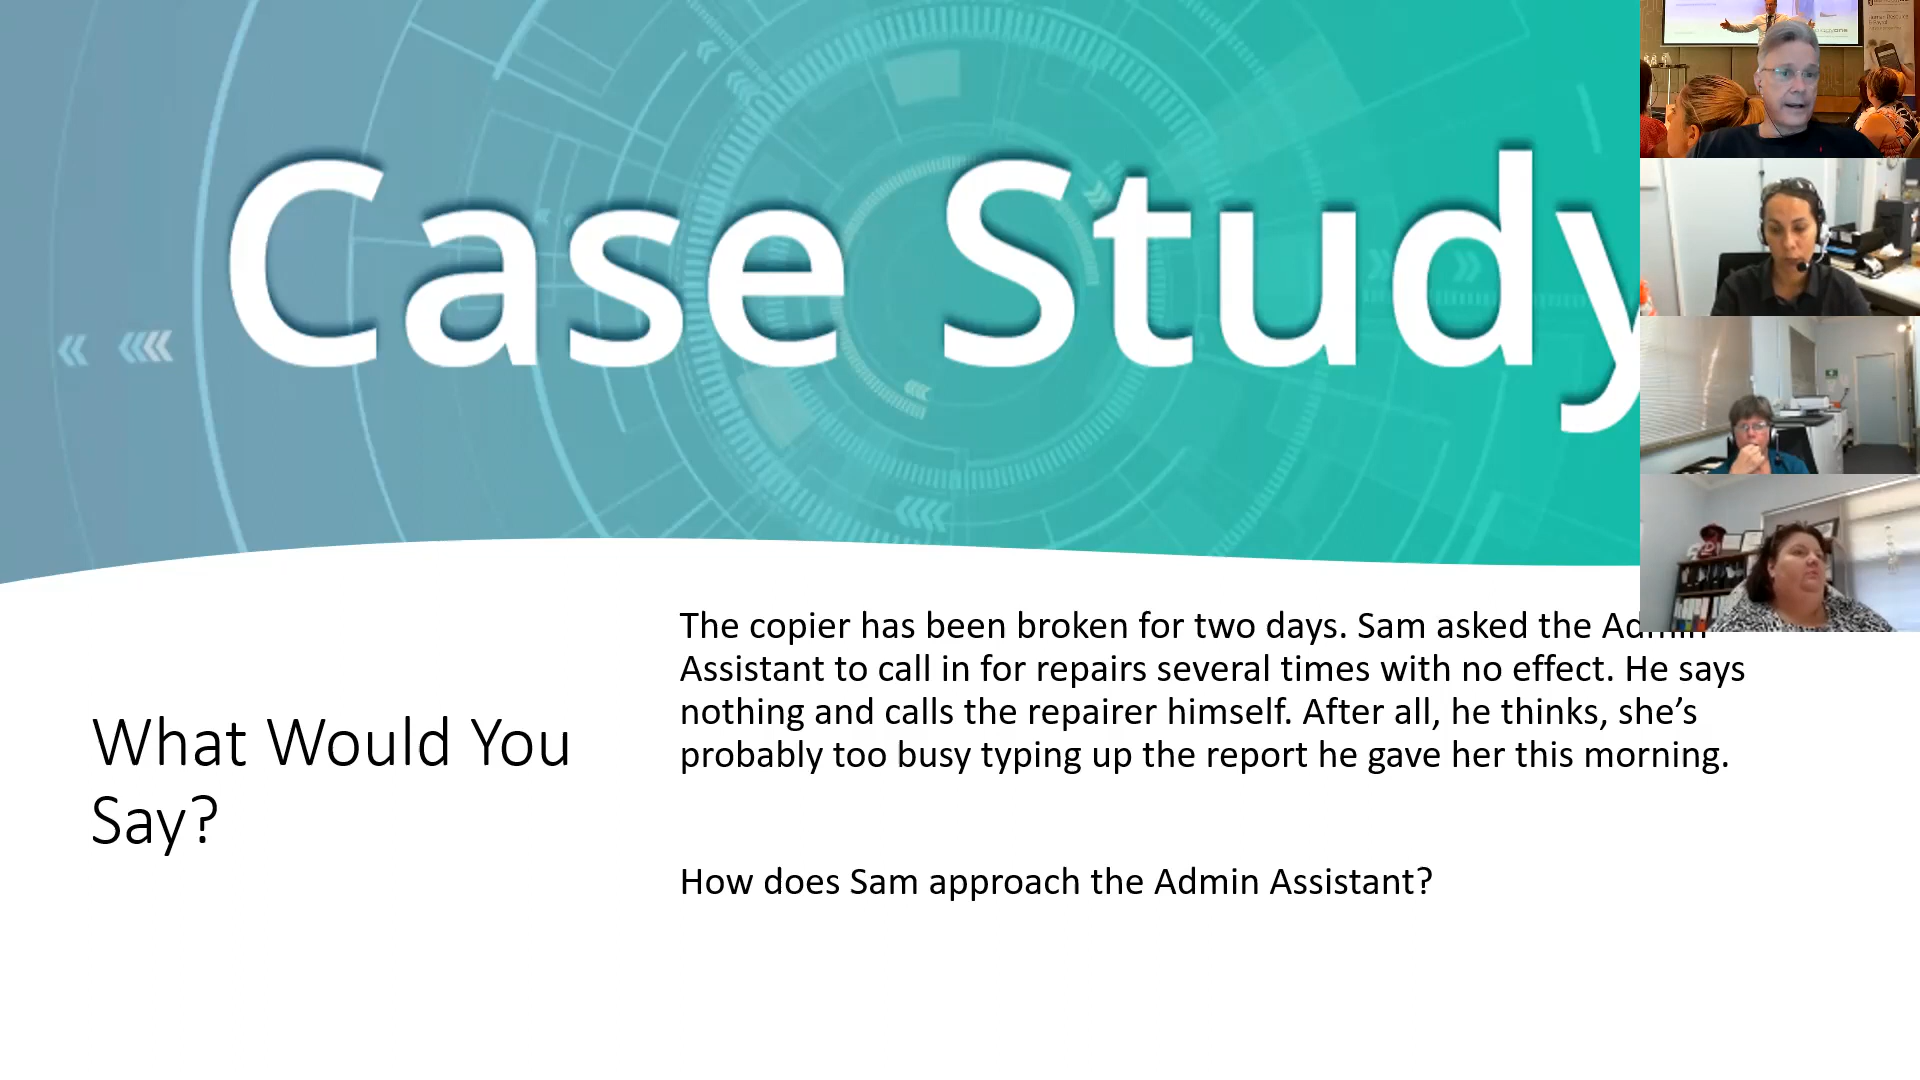 Case Study
The copier has been broken for two days. Sam asked the Admin
Assistant to call in for repairs several times with no effect. He says
nothing and calls the repairer himself. After all, he thinks, she’s
probably too busy typing up the report he gave her this morning.
What Would You
Say?
How does Sam approach the Admin Assistant?